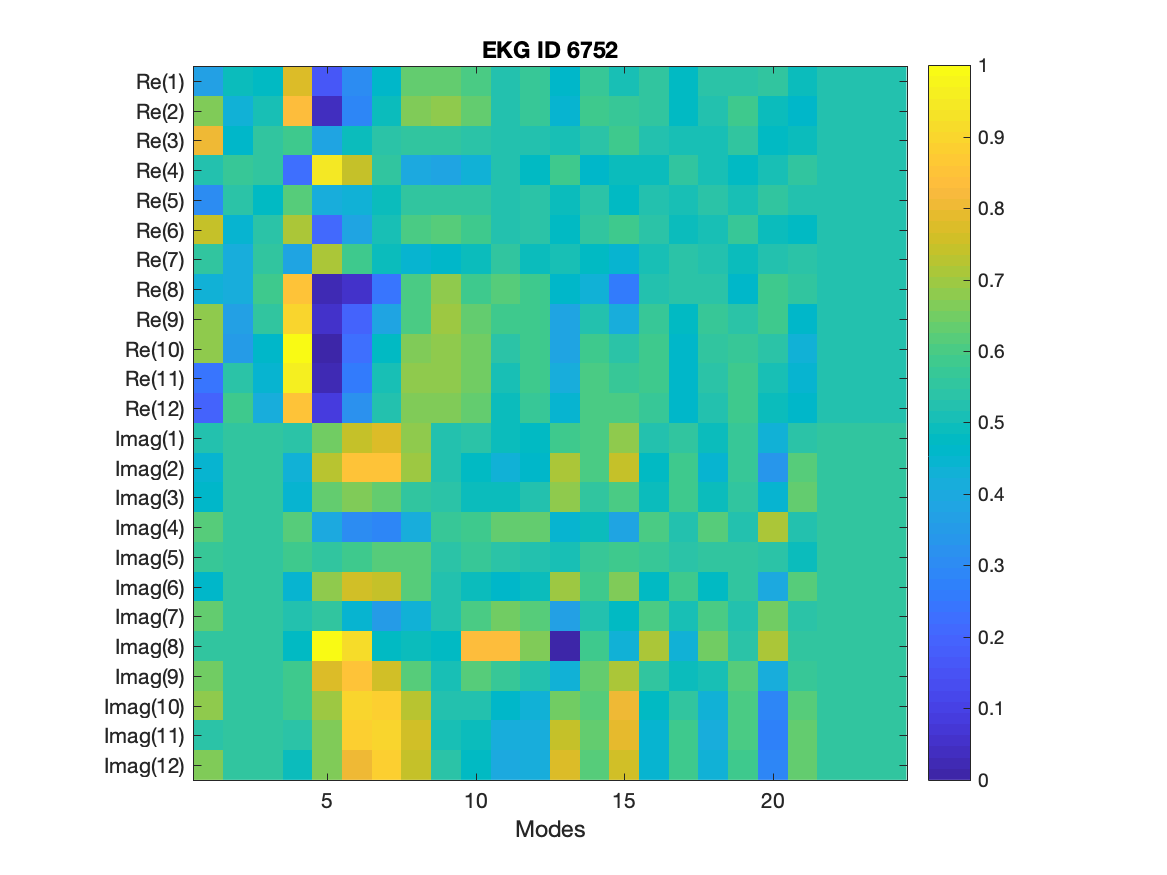 EKG ID 6752
Re(1)
Re(2)
Re(3)
Re(4)
Re(5)
Re(6)
Re(7)
Re(8)
Re(9)
Re(10)
Re(11)
Re(12)
Imag(1)
Imag(2)
Imag(3)
Imag(4)
Imag(5)
Imag(6)
Imag(7)
Imag(8)
Imag(9)
Imag(10)
Imag(11)
Imag(12)
5 10 15 20
Modes
1
0.9
0.8
0.7
0.6
0.5
0.4
0.3
0.2
0.1
0